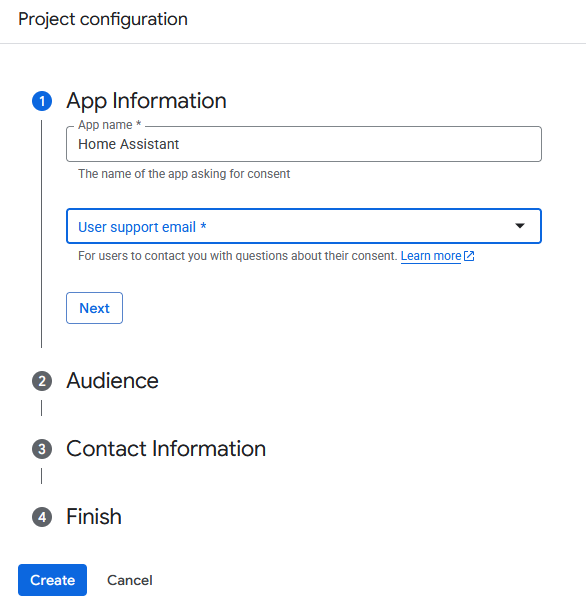 Project configuration
1 App Information
App name *
Home Assistant
The name of the app asking for consent
User support email *
For users to contact you with questions about their consent. Learn more
Next
2 Audience
3 Contact Information
4 Finish
Create Cancel